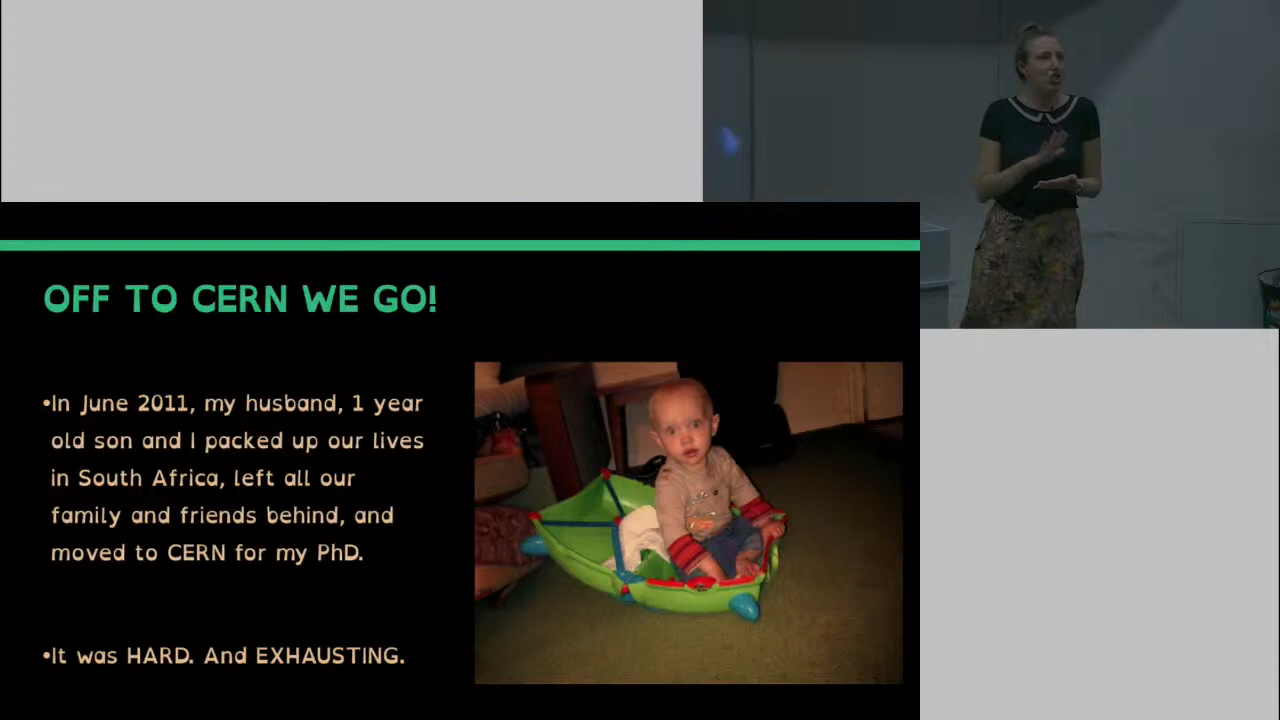 OFF TO CERN WE GO!
•In June 2011, my husband, 1 year
old son and I packed up our lives
in South Africa, left all our
family and friends behind, and
moved to CERN for my PhD.
•It was HARD. And EXHAUSTING.